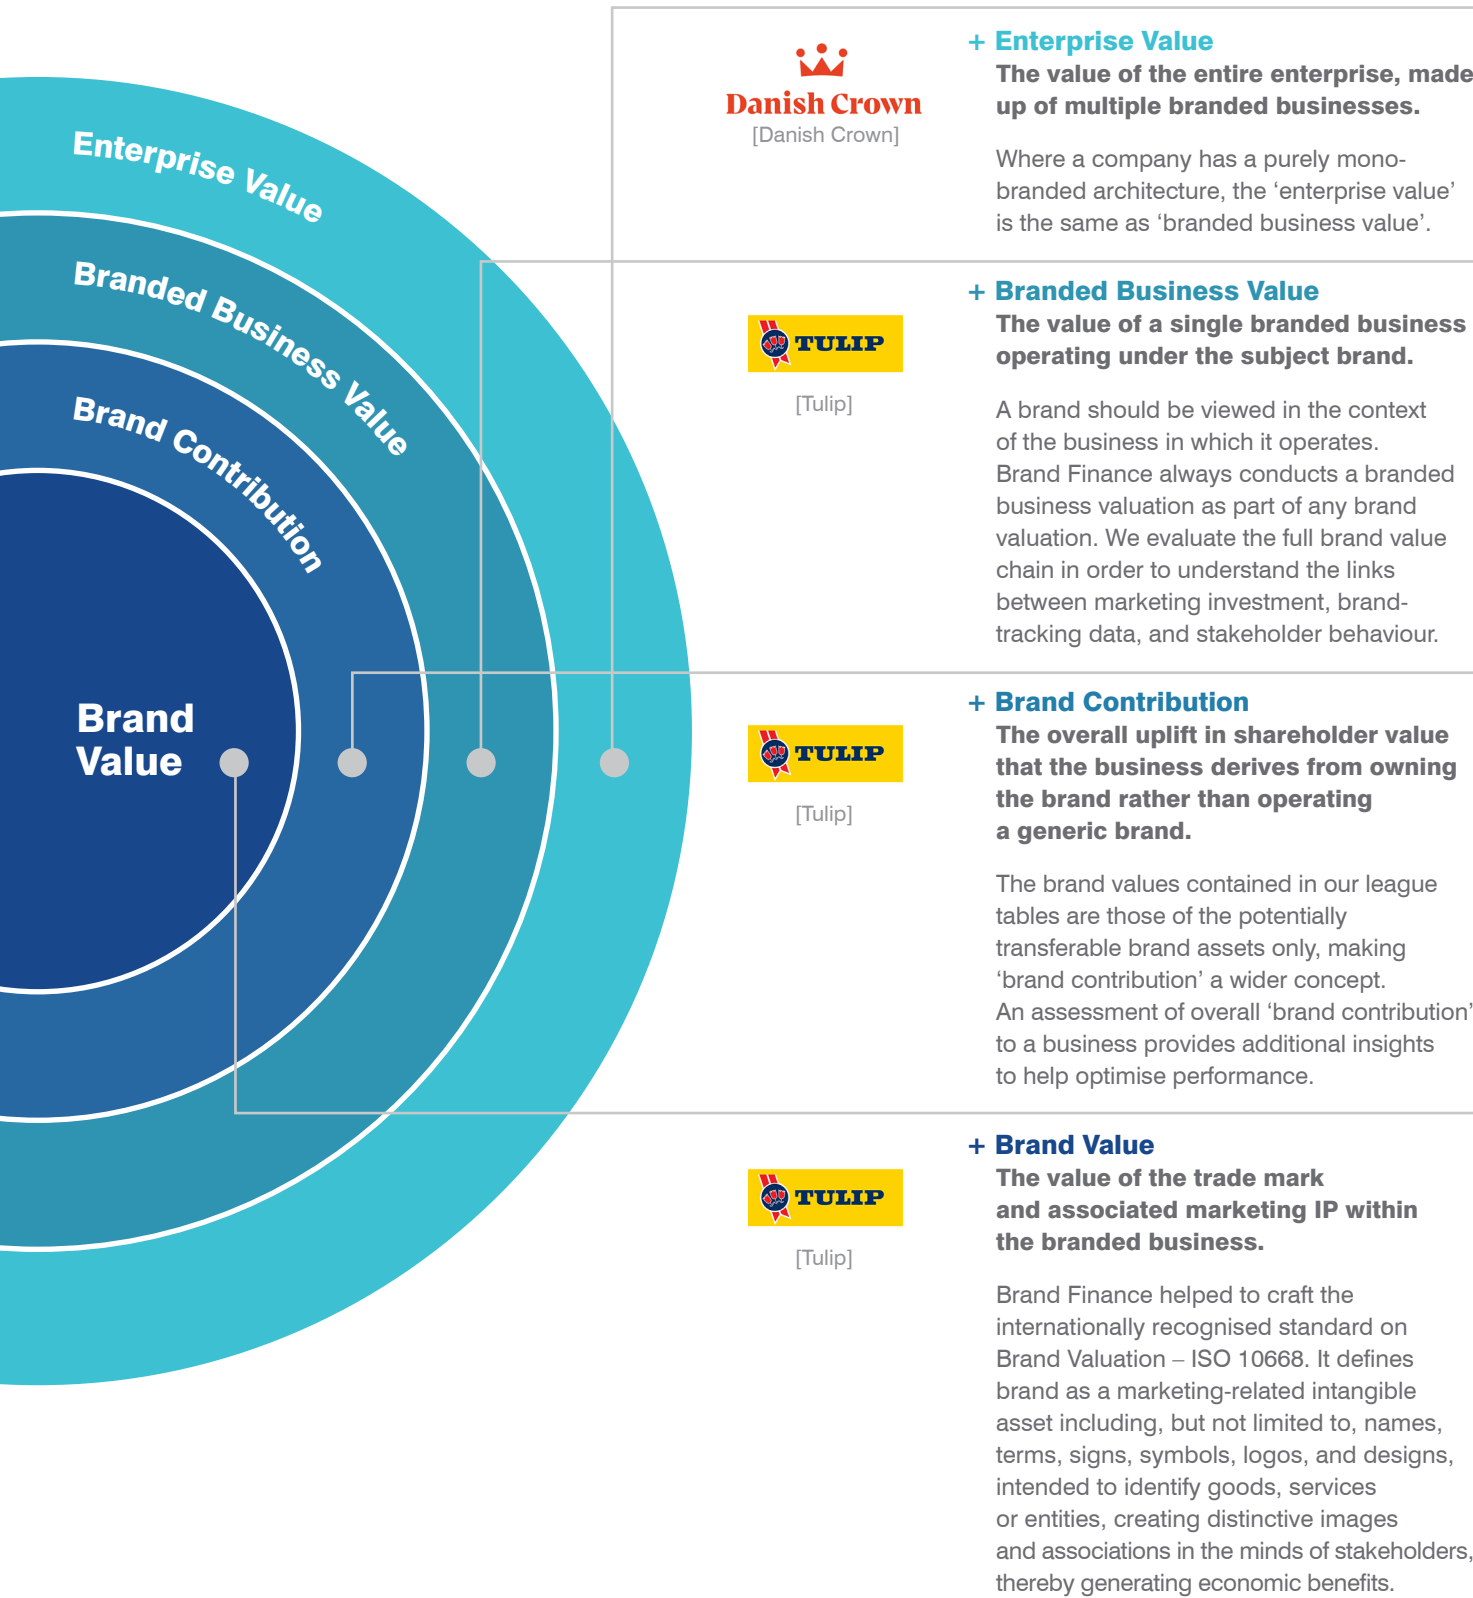 Enterprise Value
Branded Business Value
Brand Contribution
Brand
Value
Danish Crown
[Danish Crown]
+ Enterprise Value
The value of the entire enterprise, made
up of multiple branded businesses.
Where a company has a purely mono-
branded architecture, the ‘enterprise value’
is the same as ‘branded business value’.
TULIP
[Tulip]
+ Branded Business Value
The value of a single branded business
operating under the subject brand.
A brand should be viewed in the context
of the business in which it operates.
Brand Finance always conducts a branded
business valuation as part of any brand
valuation. We evaluate the full brand value
chain in order to understand the links
between marketing investment, brand-
tracking data, and stakeholder behaviour.
TULIP
[Tulip]
+ Brand Contribution
The overall uplift in shareholder value
that the business derives from owning
the brand rather than operating
a generic brand.
The brand values contained in our league
tables are those of the potentially
transferable brand assets only, making
‘brand contribution’ a wider concept.
An assessment of overall ‘brand contribution’
to a business provides additional insights
to help optimise performance.
TULIP
[Tulip]
+ Brand Value
The value of the trade mark
and associated marketing IP within
the branded business.
Brand Finance helped to craft the
internationally recognised standard on
Brand Valuation – ISO 10668. It defines
brand as a marketing-related intangible
asset including, but not limited to, names,
terms, signs, symbols, logos, and designs,
intended to identify goods, services
or entities, creating distinctive images
and associations in the minds of stakeholders,
thereby generating economic benefits.